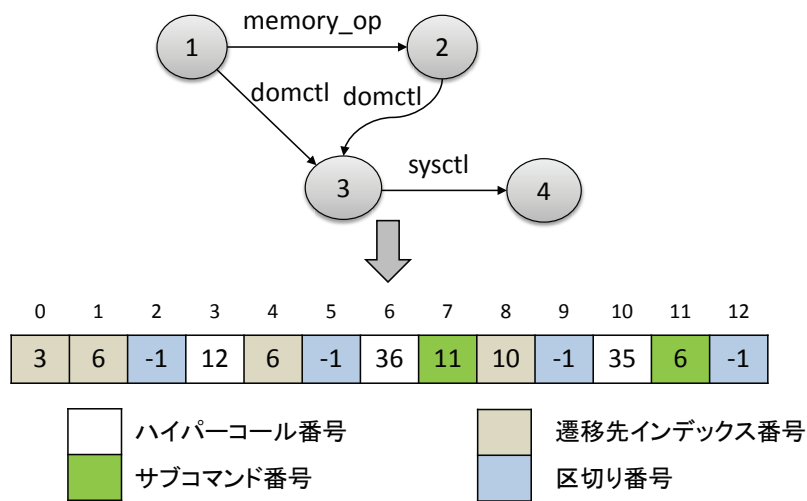 1 memory_op 2
domctl domctl
3 sysctl 4
0 1 2 3 4 5 6 7 8 9 10 11 12
3 6 -1 12 6 -1 36 11 10 -1 35 6 -1
ハイパーコール番号 遷移先インデックス番号
サブコマンド番号 区切り番号